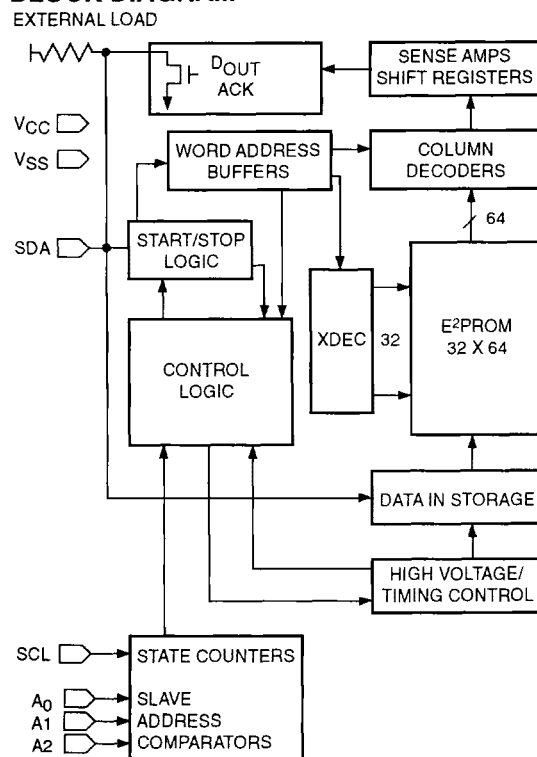 BLOCK DIAGRAM
EXTERNAL LOAD
DOUT
ACK
SENSE AMPS
SHIFT REGISTERS
VCC
VSS
WORD ADDRESS
BUFFERS
COLUMN
DECODERS
64
SDA
START/STOP
LOGIC
XDEC
32
E²PROM
32 X 64
CONTROL
LOGIC
DATA IN STORAGE
HIGH VOLTAGE/
TIMING CONTROL
SCL
STATE COUNTERS
A0
SLAVE
A1
ADDRESS
A2
COMPARATORS